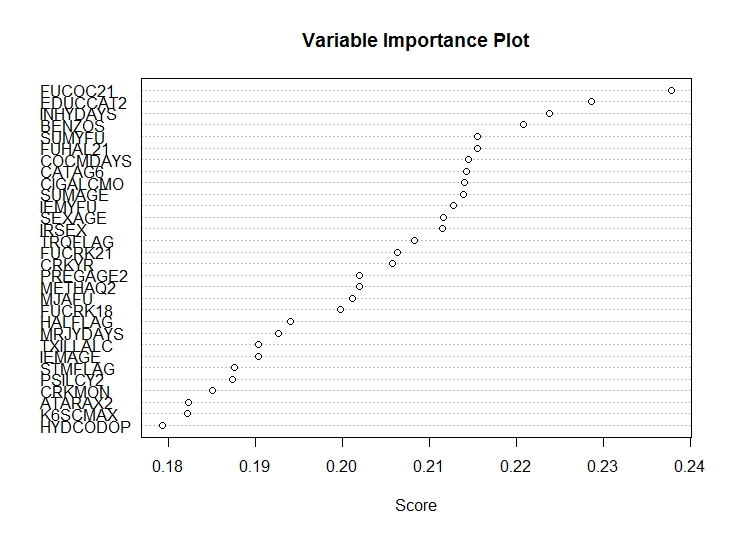 Variable Importance Plot
FUCOC21
EDUCCAT2
INHYDAYS
BENZOS
SUMYFU
FUHAL21
COCMDAYS
CATAG6
CIGALCMO
SUMAGE
IEMYFU
SEXAGE
IRSEX
TRQFLAG
FUCRK21
CRKYR
PREGAGE2
METHAQ2
MJAFU
FUCRK18
HALFLAG
MRJYDAYS
TXILLALC
IEMAGE
STMFLAG
PSILCY2
CRKMON
ATARAX2
K6SCMAX
HYDCODOP
0.18 0.19 0.20 0.21 0.22 0.23 0.24
Score